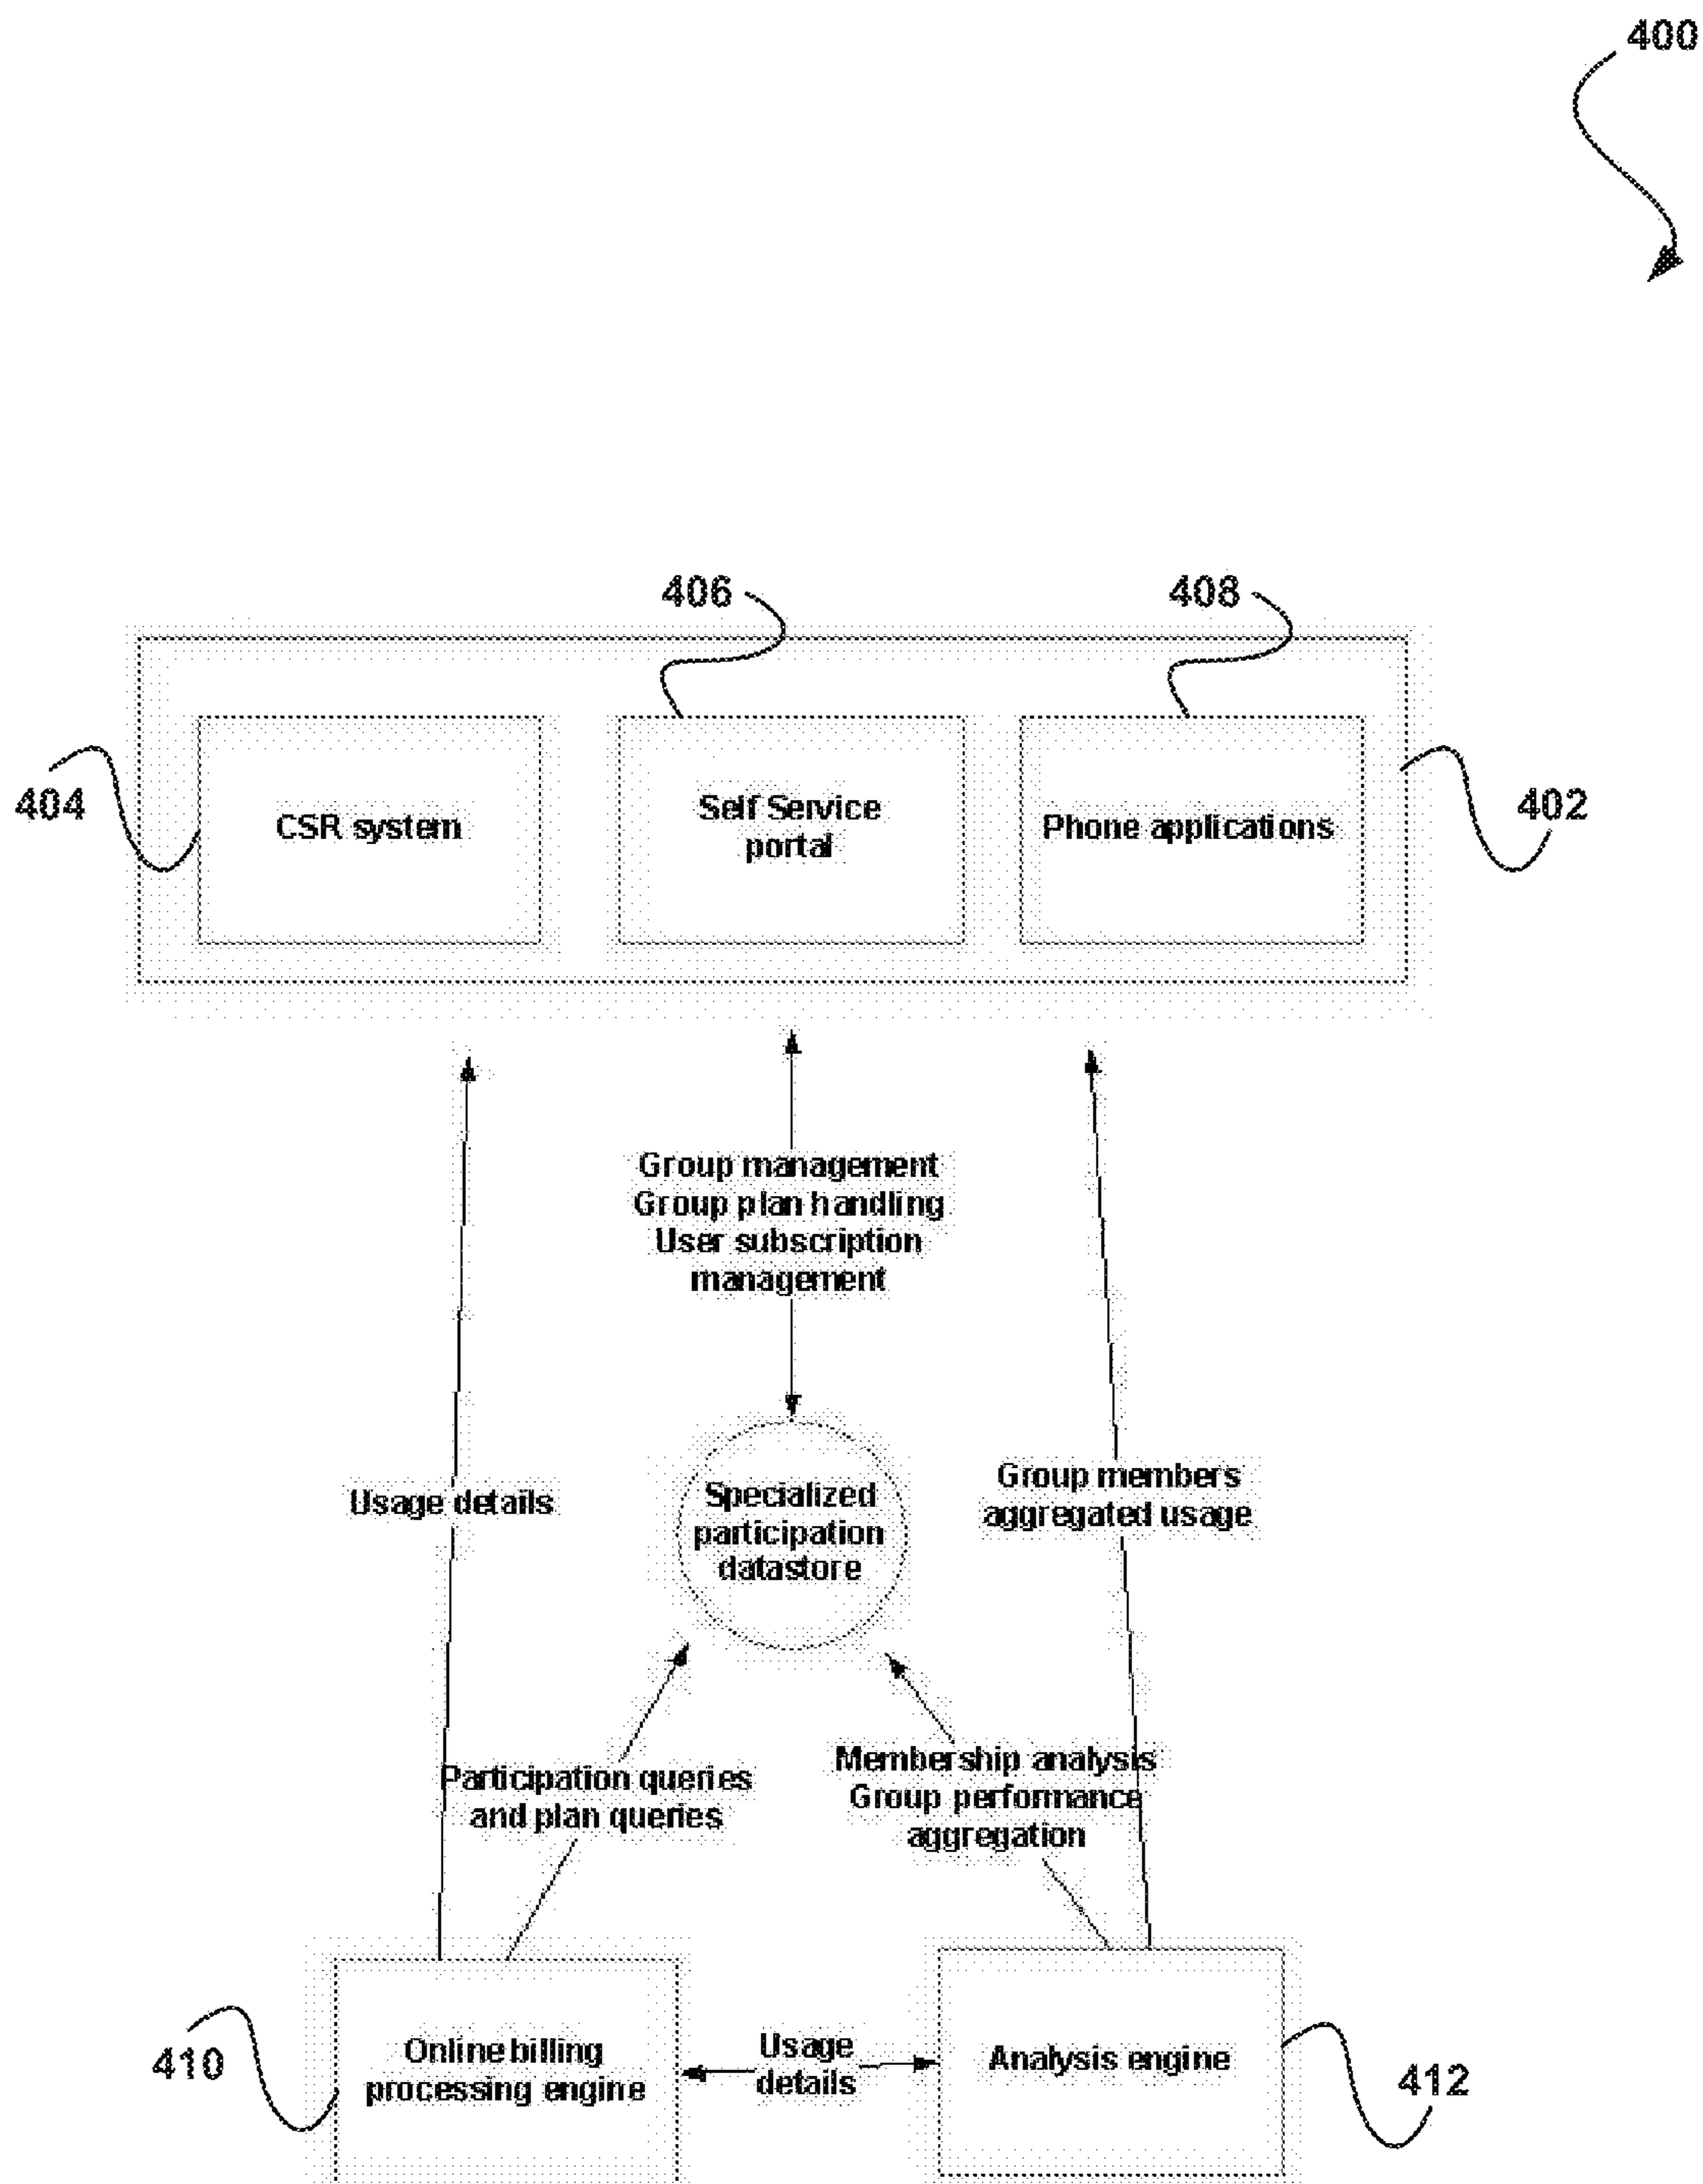 400
406
408
404
CSR system
Self Service
portal
Phone applications
402
Group management
Group plan handling
User subscription
management
Usage details
Specialized
participation
datastore
Group members
aggregated usage
Participation queries
and plan queries
Membership analysis
Group performance
aggregation
410
Online billing
processing engine
Usage
details
Analysis engine
412